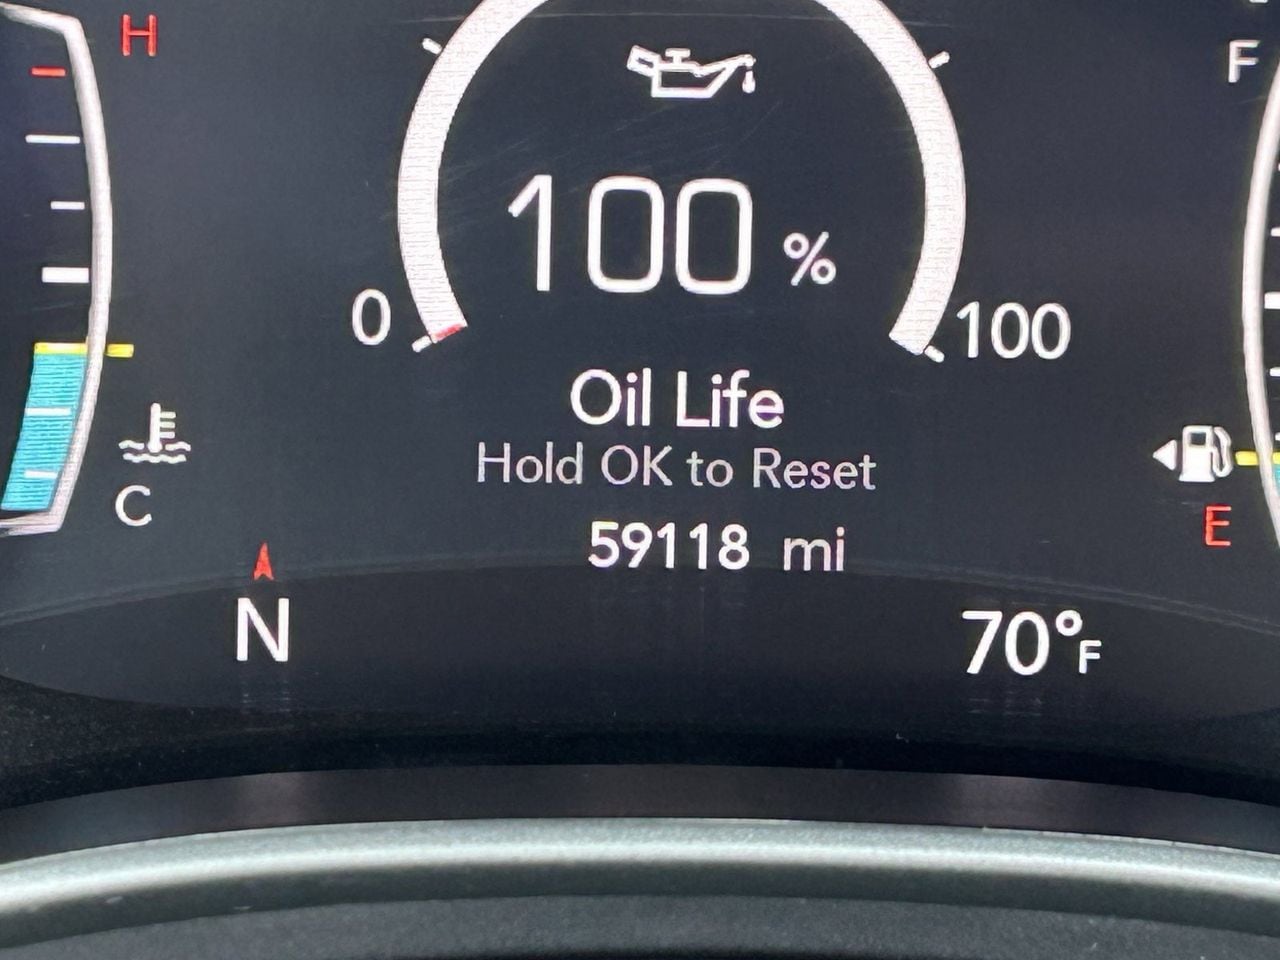 H
F
100 %
0
100
Oil Life
Hold OK to Reset
C
E
59118 mi
N
70°F